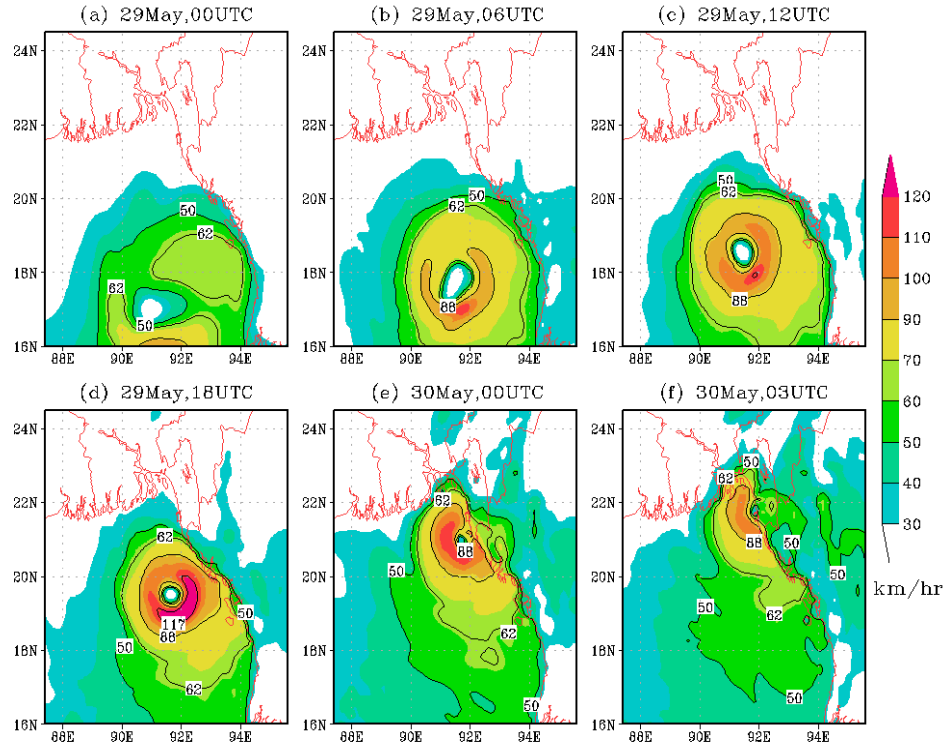 (a) 29May,00UTC (b) 29May,06UTC (c) 29May,12UTC
24N 24N 24N
22N 22N 22N
20N 20N 20N
18N 18N 18N
16N 16N 16N
88E 90E 92E 94E 88E 90E 92E 94E 88E 90E 92E 94E
50
62
62
50
50
62
88
50
62
88
(d) 29May,18UTC (e) 30May,00UTC (f) 30May,03UTC
24N 24N 24N
22N 22N 22N
20N 20N 20N
18N 18N 18N
16N 16N 16N
88E 90E 92E 94E 88E 90E 92E 94E 88E 90E 92E 94E
62
50
117
88
50
62
62
88
50
62
50
50
62
88
50
50
62
120
110
100
90
70
60
50
40
30
km/hr